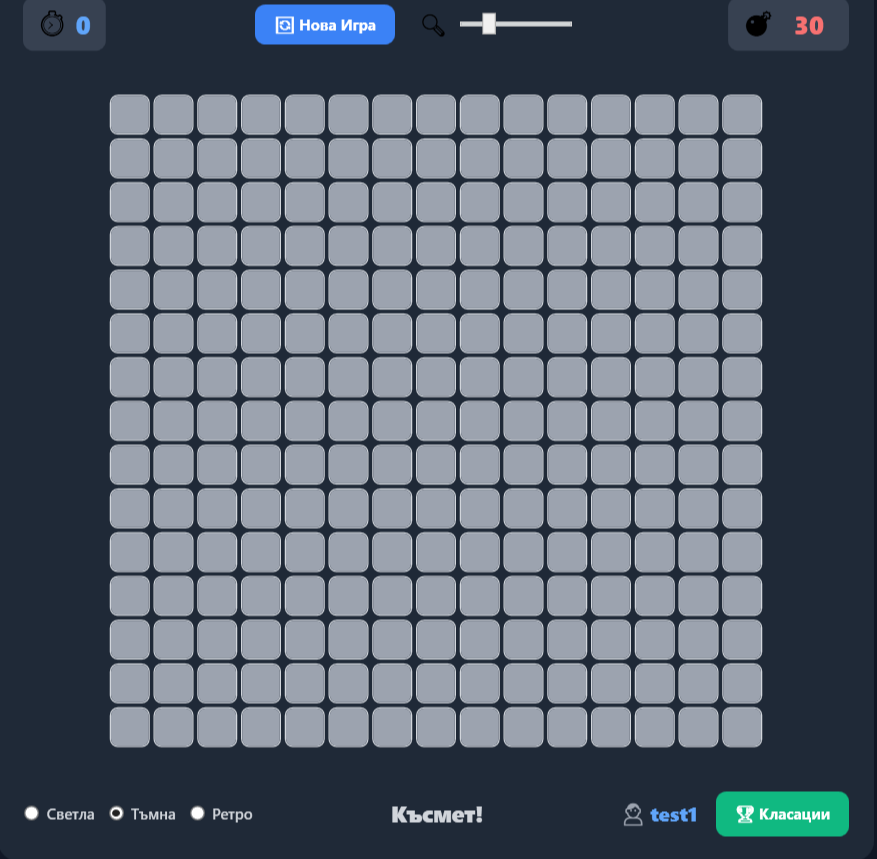 0
Нова Игра
30
Светла
Тъмна
Ретро
Късмет!
test1
Класации